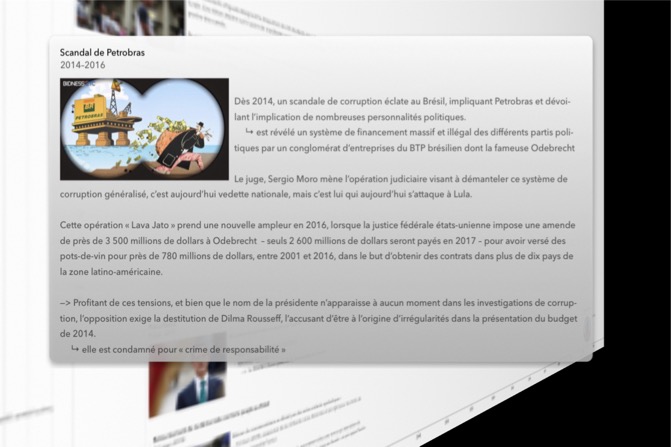 Scandal de Petrobras
2014-2016
BIDNESS
PETROBRAS
Dès 2014, un scandale de corruption éclate au Brésil, impliquant Petrobras et dévoi-
lant l'implication de nombreuses personnalités politiques.
↳ est révélé un système de financement massif et illégal des différents partis poli-
tiques par un conglomérat d'entreprises du BTP brésilien dont la fameuse Odebrecht
Le juge, Sergio Moro mène l'opération judiciaire visant à démanteler ce système de
corruption généralisé, c'est aujourd'hui vedette nationale, mais c'est lui qui aujourd'hui s'attaque à Lula.
Cette opération « Lava Jato » prend une nouvelle ampleur en 2016, lorsque la justice fédérale états-unienne impose une amende
de près de 3 500 millions de dollars à Odebrecht - seuls 2 600 millions de dollars seront payés en 2017 - pour avoir versé des
pots-de-vin pour près de 780 millions de dollars, entre 2001 et 2016, dans le but d'obtenir des contrats dans plus de dix pays de
la zone latino-américaine.
—> Profitant de ces tensions, et bien que le nom de la présidente n'apparaisse à aucun moment dans les investigations de corrup-
tion, l'opposition exige la destitution de Dilma Rousseff, l'accusant d'être à l'origine d'irrégularités dans la présentation du budget
de 2014.
↳ elle est condamné pour « crime de responsabilité »